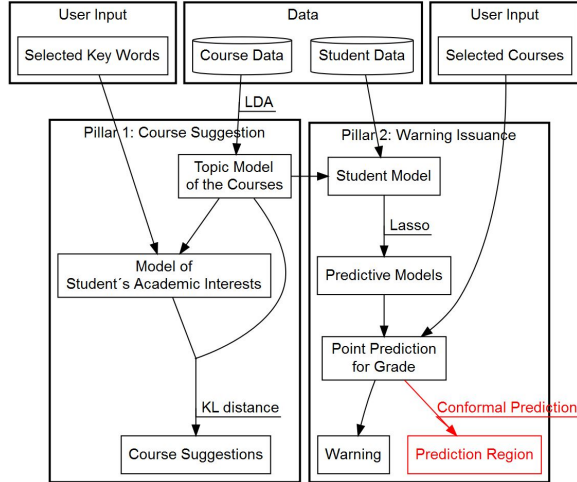 User Input
Data
User Input
Selected Key Words
Course Data
Student Data
Selected Courses
LDA
Pillar 1: Course Suggestion
Pillar 2: Warning Issuance
Topic Model
of the Courses
Student Model
Lasso
Model of
Student´s Academic Interests
Predictive Models
Point Prediction
for Grade
KL distance
Conformal Prediction
Course Suggestions
Warning
Prediction Region